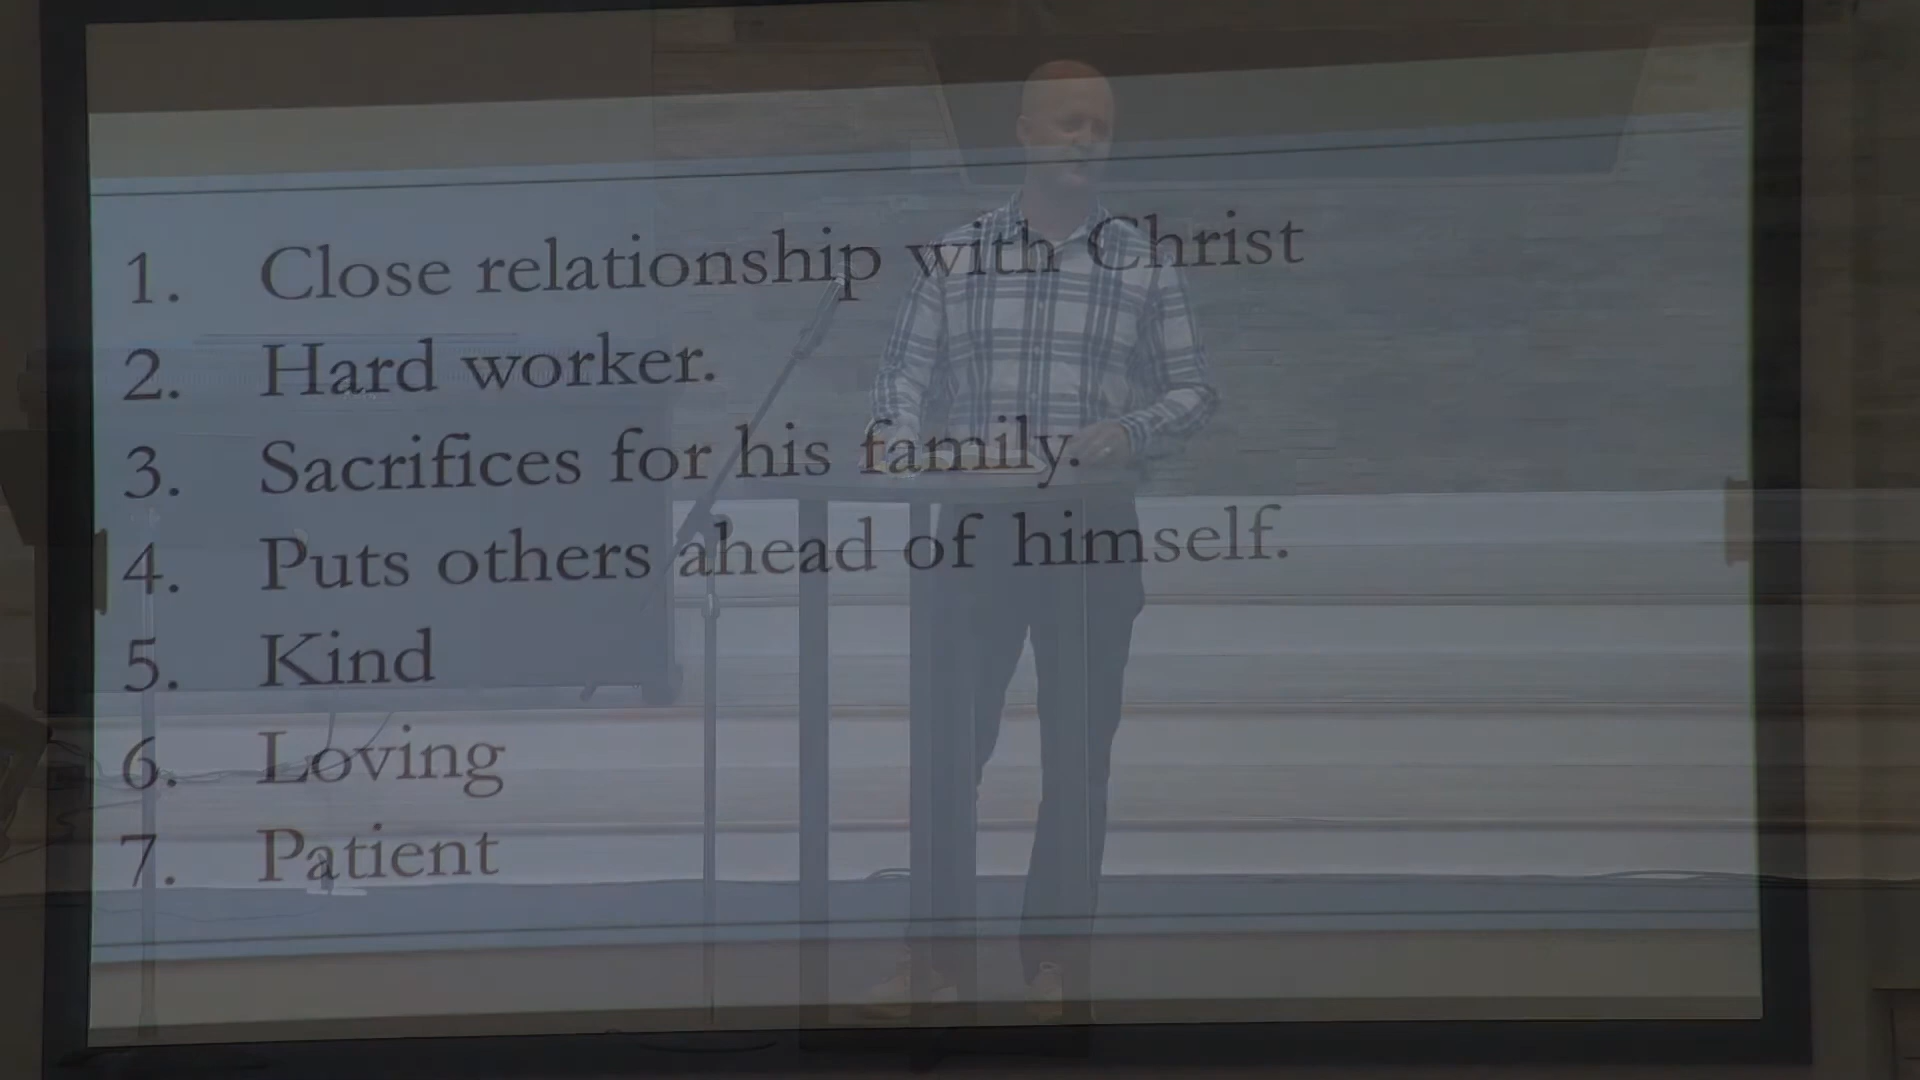 1. Close relationship with Christ
2. Hard worker.
3. Sacrifices for his family.
4. Puts others ahead of himself.
5. Kind
6. Loving
7. Patient